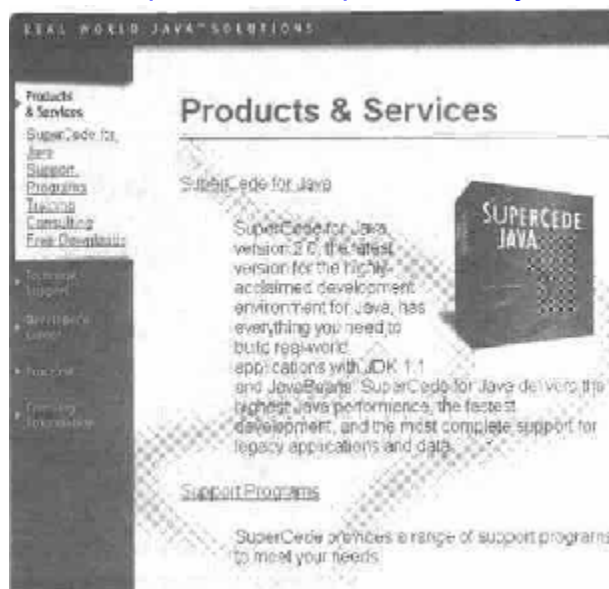 REAL WORLD JAVA™ SOLUTIONS
Products
& Services
SuperCede for
Java
Support
Programs
Training
Consulting
Free Downloads
Technical
Support
Developer's
Corner
Products & Services
SuperCede for Java
SUPERCEDE
JAVA
SuperCede for Java,
version 2.0, the latest
version for the highly-
acclaimed development
environment for Java, has
everything you need to
build real-world
applications with JDK 1.1
and JavaBeans. SuperCede for Java delivers the
highest Java performance, the fastest
development, and the most complete support for
legacy applications and data.
Support Programs
SuperCede provides a range of support programs
to meet your needs.